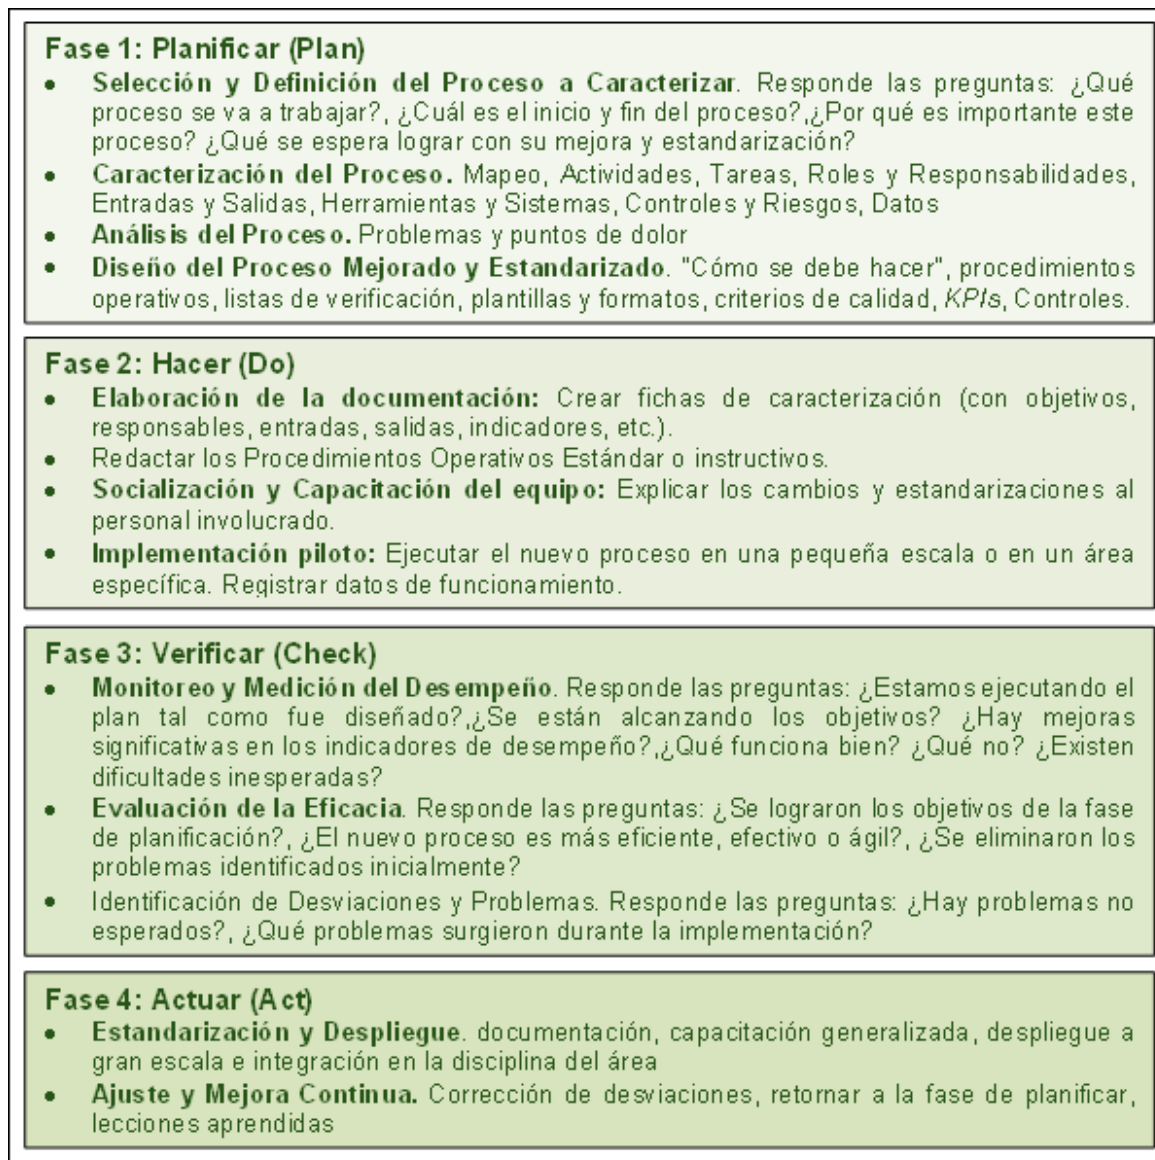 Fase 1: Planificar (Plan)
• Selección y Definición del Proceso a Caracterizar. Responde las preguntas: ¿Qué
proceso se va a trabajar?, ¿Cuál es el inicio y fin del proceso?,¿Por qué es importante este
proceso? ¿Qué se espera lograr con su mejora y estandarización?
• Caracterización del Proceso. Mapeo, Actividades, Tareas, Roles y Responsabilidades,
Entradas y Salidas, Herramientas y Sistemas, Controles y Riesgos, Datos
• Análisis del Proceso. Problemas y puntos de dolor
• Diseño del Proceso Mejorado y Estandarizado. "Cómo se debe hacer", procedimientos
operativos, listas de verificación, plantillas y formatos, criterios de calidad, KPIs, Controles.
Fase 2: Hacer (Do)
• Elaboración de la documentación: Crear fichas de caracterización (con objetivos,
responsables, entradas, salidas, indicadores, etc.).
• Redactar los Procedimientos Operativos Estándar o instructivos.
• Socialización y Capacitación del equipo: Explicar los cambios y estandarizaciones al
personal involucrado.
• Implementación piloto: Ejecutar el nuevo proceso en una pequeña escala o en un área
específica. Registrar datos de funcionamiento.
Fase 3: Verificar (Check)
• Monitoreo y Medición del Desempeño. Responde las preguntas: ¿Estamos ejecutando el
plan tal como fue diseñado?,¿Se están alcanzando los objetivos? ¿Hay mejoras
significativas en los indicadores de desempeño?,¿Qué funciona bien? ¿Qué no? ¿Existen
dificultades inesperadas?
• Evaluación de la Eficacia. Responde las preguntas: ¿Se lograron los objetivos de la fase
de planificación?, ¿El nuevo proceso es más eficiente, efectivo o ágil?, ¿Se eliminaron los
problemas identificados inicialmente?
• Identificación de Desviaciones y Problemas. Responde las preguntas: ¿Hay problemas no
esperados?, ¿Qué problemas surgieron durante la implementación?
Fase 4: Actuar (Act)
• Estandarización y Despliegue. documentación, capacitación generalizada, despliegue a
gran escala e integración en la disciplina del área
• Ajuste y Mejora Continua. Corrección de desviaciones, retornar a la fase de planificar,
lecciones aprendidas